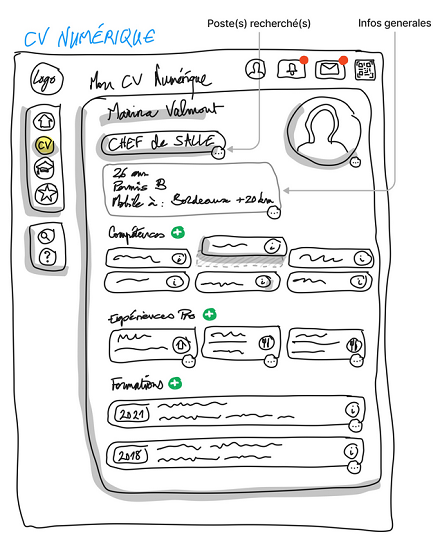 Poste(s) recherché(s)
Infos generales
CV NUMÉRIQUE
Logo
Mon CV Numérique
Marina Valmont
CHEF de SALLE
CV
26 ans
Permis B
Mobile à : Bordeaux +20 km
?
Compétences +
i
i i
i i i
Expériences Pro +
Formations +
2021 i
2018 i